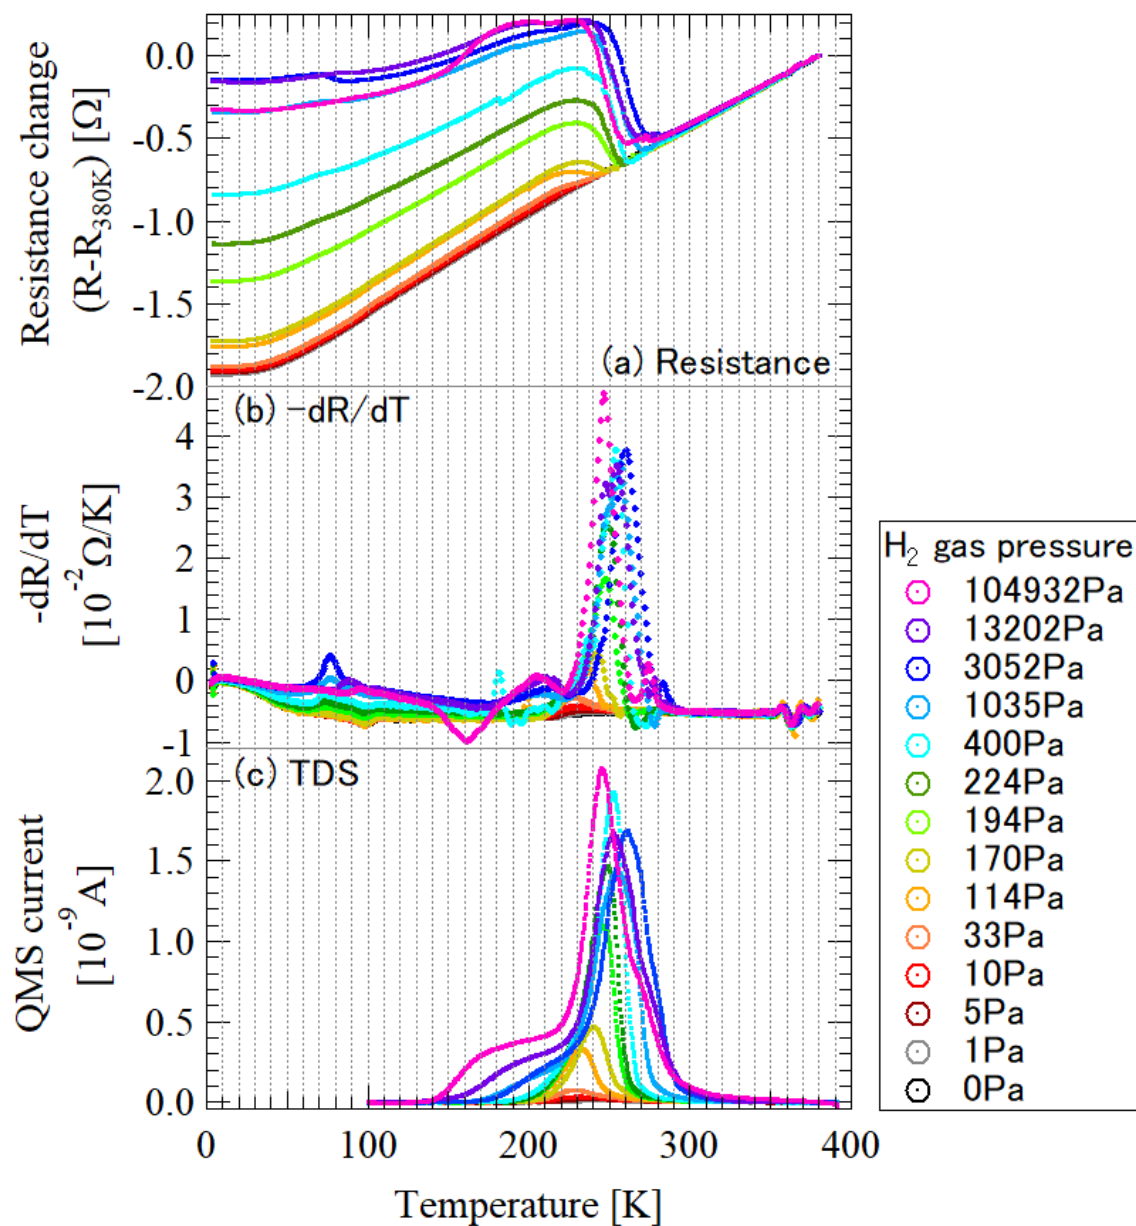 Resistance change
(R-R380K) [Ω]
0.0
-0.5
-1.0
-1.5
-2.0
(a) Resistance
(b) -dR/dT
-dR/dT
[10-2 Ω/K]
4
3
2
1
0
-1
(c) TDS
QMS current
[10-9 A]
2.0
1.5
1.0
0.5
0.0
0 100 200 300 400
Temperature [K]
H2 gas pressure
104932Pa
13202Pa
3052Pa
1035Pa
400Pa
224Pa
194Pa
170Pa
114Pa
33Pa
10Pa
5Pa
1Pa
0Pa